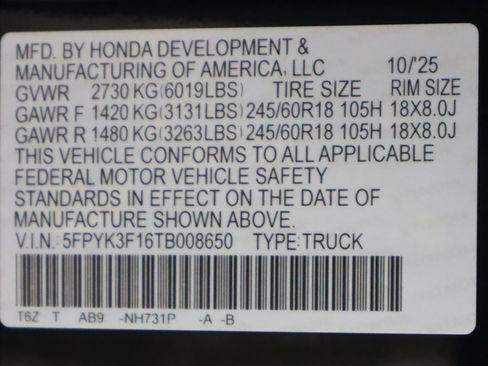 MFD. BY HONDA DEVELOPMENT &
MANUFACTURING OF AMERICA, LLC 10/'25
GVWR 2730 KG(6019LBS) TIRE SIZE RIM SIZE
GAWR F 1420 KG(3131LBS) 245/60R18 105H 18X8.0J
GAWR R 1480 KG(3263LBS) 245/60R18 105H 18X8.0J
THIS VEHICLE CONFORMS TO ALL APPLICABLE
FEDERAL MOTOR VEHICLE SAFETY
STANDARDS IN EFFECT ON THE DATE OF
MANUFACTURE SHOWN ABOVE.
V.I.N.: 5FPYK3F16TB008650 TYPE:TRUCK
T6Z T AB9 -NH731P -A -B